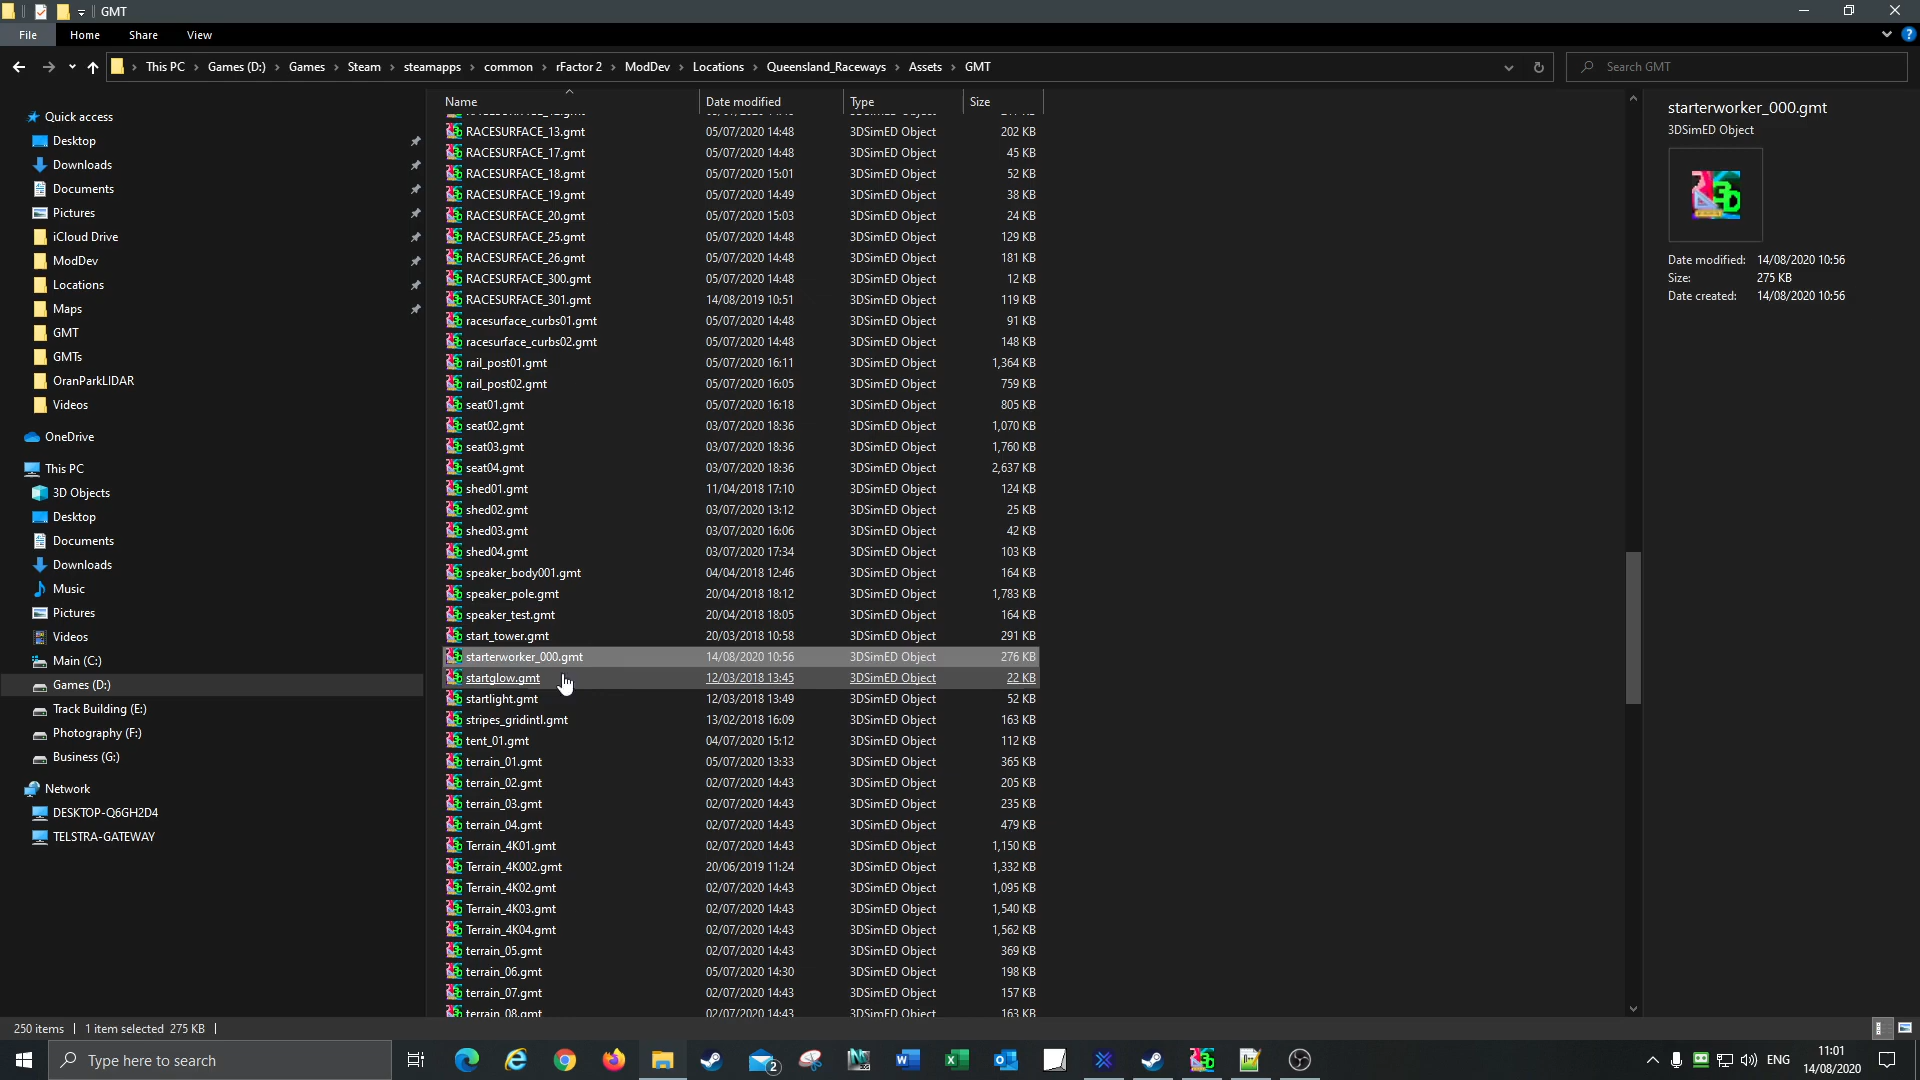 GMT
File Home Share View
This PC Games (D:) Games Steam steamapps common rFactor 2 ModDev Locations Queensland_Raceways Assets GMT
Search GMT
Quick access
Desktop
Downloads
Documents
Pictures
iCloud Drive
ModDev
Locations
Maps
GMT
GMTs
OranParkLIDAR
Videos
OneDrive
This PC
3D Objects
Desktop
Documents
Downloads
Music
Pictures
Videos
Main (C:)
Games (D:)
Track Building (E:)
Photography (F:)
Business (G:)
Network
DESKTOP-Q6GH2D4
TELSTRA-GATEWAY
Name Date modified Type Size
RACESURFACE_13.gmt 05/07/2020 14:48 3DSimED Object 202 KB
RACESURFACE_17.gmt 05/07/2020 14:48 3DSimED Object 45 KB
RACESURFACE_18.gmt 05/07/2020 15:01 3DSimED Object 52 KB
RACESURFACE_19.gmt 05/07/2020 14:49 3DSimED Object 38 KB
RACESURFACE_20.gmt 05/07/2020 15:03 3DSimED Object 24 KB
RACESURFACE_25.gmt 05/07/2020 14:48 3DSimED Object 129 KB
RACESURFACE_26.gmt 05/07/2020 14:48 3DSimED Object 181 KB
RACESURFACE_300.gmt 05/07/2020 14:48 3DSimED Object 12 KB
RACESURFACE_301.gmt 14/08/2019 10:51 3DSimED Object 119 KB
racesurface_curbs01.gmt 05/07/2020 14:48 3DSimED Object 91 KB
racesurface_curbs02.gmt 05/07/2020 14:48 3DSimED Object 148 KB
rail_post01.gmt 05/07/2020 16:11 3DSimED Object 1,364 KB
rail_post02.gmt 05/07/2020 16:05 3DSimED Object 759 KB
seat01.gmt 05/07/2020 16:18 3DSimED Object 805 KB
seat02.gmt 03/07/2020 18:36 3DSimED Object 1,070 KB
seat03.gmt 03/07/2020 18:36 3DSimED Object 1,760 KB
seat04.gmt 03/07/2020 18:36 3DSimED Object 2,637 KB
shed01.gmt 11/04/2018 17:10 3DSimED Object 124 KB
shed02.gmt 03/07/2020 13:12 3DSimED Object 25 KB
shed03.gmt 03/07/2020 16:06 3DSimED Object 42 KB
shed04.gmt 03/07/2020 17:34 3DSimED Object 103 KB
speaker_body001.gmt 04/04/2018 12:46 3DSimED Object 164 KB
speaker_pole.gmt 20/04/2018 18:12 3DSimED Object 1,783 KB
speaker_test.gmt 20/04/2018 18:05 3DSimED Object 164 KB
start_tower.gmt 20/03/2018 10:58 3DSimED Object 291 KB
starterworker_000.gmt 14/08/2020 10:56 3DSimED Object 276 KB
startglow.gmt 12/03/2018 13:45 3DSimED Object 22 KB
startlight.gmt 12/03/2018 13:49 3DSimED Object 52 KB
stripes_gridintl.gmt 13/02/2018 16:09 3DSimED Object 163 KB
tent_01.gmt 04/07/2020 15:12 3DSimED Object 112 KB
terrain_01.gmt 05/07/2020 13:33 3DSimED Object 365 KB
terrain_02.gmt 02/07/2020 14:43 3DSimED Object 205 KB
terrain_03.gmt 02/07/2020 14:43 3DSimED Object 235 KB
terrain_04.gmt 02/07/2020 14:43 3DSimED Object 479 KB
Terrain_4K01.gmt 02/07/2020 14:43 3DSimED Object 1,150 KB
Terrain_4K002.gmt 20/06/2019 11:24 3DSimED Object 1,332 KB
Terrain_4K02.gmt 02/07/2020 14:43 3DSimED Object 1,095 KB
Terrain_4K03.gmt 02/07/2020 14:43 3DSimED Object 1,540 KB
Terrain_4K04.gmt 02/07/2020 14:43 3DSimED Object 1,562 KB
terrain_05.gmt 02/07/2020 14:43 3DSimED Object 369 KB
terrain_06.gmt 05/07/2020 14:30 3DSimED Object 198 KB
terrain_07.gmt 02/07/2020 14:43 3DSimED Object 157 KB
terrain_08.gmt 02/07/2020 14:43 3DSimED Object 163 KB
starterworker_000.gmt
3DSimED Object
Date modified: 14/08/2020 10:56
Size: 275 KB
Date created: 14/08/2020 10:56
250 items 1 item selected 275 KB
Type here to search
2
ENG
11:01
14/08/2020